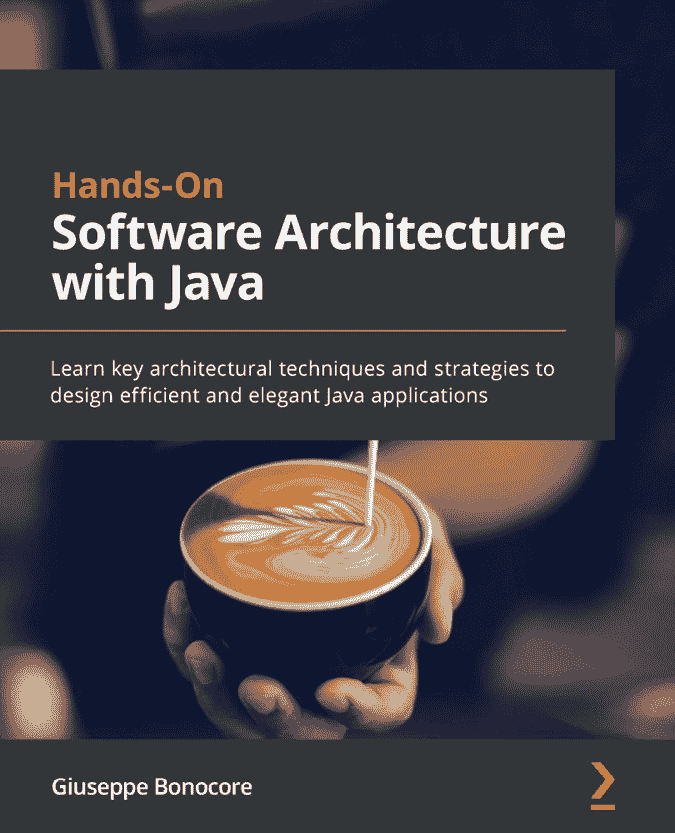 Hands-On
Software Architecture
with Java
Learn key architectural techniques and strategies to
design efficient and elegant Java applications
Giuseppe Bonocore